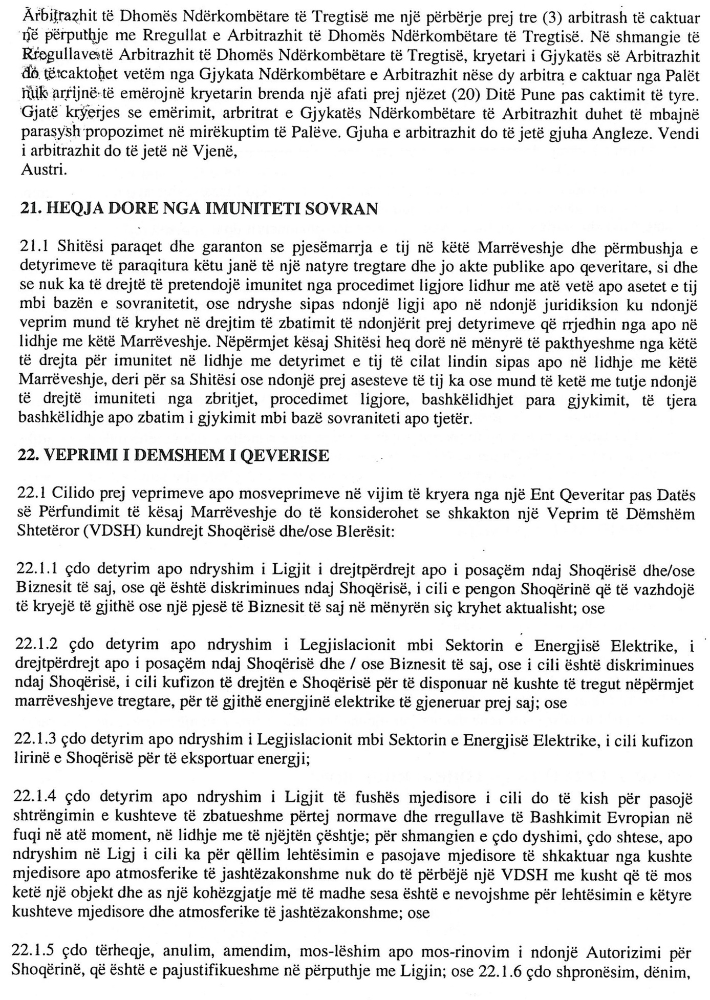 Arbitrazhit të Dhomës Ndërkombëtare të Tregtisë me një përbërje prej tre (3) arbitrash të caktuar
në përputhje me Rregullat e Arbitrazhit të Dhomës Ndërkombëtare të Tregtisë. Në shmangie të
Rregullave të Arbitrazhit të Dhomës Ndërkombëtare të Tregtisë, kryetari i Gjykatës së Arbitrazhit
do të caktohet vetëm nga Gjykata Ndërkombëtare e Arbitrazhit nëse dy arbitra e caktuar nga Palët
nuk arrijnë të emërojnë kryetarin brenda një afati prej njëzet (20) Ditë Pune pas caktimit të tyre.
Gjatë kryerjes se emërimit, arbritrat e Gjykatës Ndërkombëtare të Arbitrazhit duhet të mbajnë
parasysh propozimet në mirëkuptim të Palëve. Gjuha e arbitrazhit do të jetë gjuha Angleze. Vendi
i arbitrazhit do të jetë në Vjenë,
Austri.
21. HEQJA DORE NGA IMUNITETI SOVRAN
21.1 Shitësi paraqet dhe garanton se pjesëmarrja e tij në këtë Marrëveshje dhe përmbushja e
detyrimeve të paraqitura këtu janë të një natyre tregtare dhe jo akte publike apo qeveritare, si dhe
se nuk ka të drejtë të pretendojë imunitet nga procedimet ligjore lidhur me atë vetë apo asetet e tij
mbi bazën e sovranitetit, ose ndryshe sipas ndonjë ligji apo në ndonjë juridiksion ku ndonjë
veprim mund të kryhet në drejtim të zbatimit të ndonjërit prej detyrimeve që rrjedhin nga apo në
lidhje me këtë Marrëveshje. Nëpërmjet kësaj Shitësi heq dorë në mënyrë të pakthyeshme nga këtë
të drejta për imunitet në lidhje me detyrimet e tij të cilat lindin sipas apo në lidhje me këtë
Marrëveshje, deri për sa Shitësi ose ndonjë prej asesteve të tij ka ose mund të ketë me tutje ndonjë
të drejtë imuniteti nga zbritjet, procedimet ligjore, bashkëlidhjet para gjykimit, të tjera
bashkëlidhje apo zbatim i gjykimit mbi bazë sovraniteti apo tjetër.
22. VEPRIMI I DEMSHEM I QEVERISE
22.1 Cilido prej veprimeve apo mosveprimeve në vijim të kryera nga një Ent Qeveritar pas Datës
së Përfundimit të kësaj Marrëveshje do të konsiderohet se shkakton një Veprim të Dëmshëm
Shtetëror (VDSH) kundrejt Shoqërisë dhe/ose Blerësit:
22.1.1 çdo detyrim apo ndryshim i Ligjit i drejtpërdrejt apo i posaçëm ndaj Shoqërisë dhe/ose
Biznesit të saj, ose që është diskriminues ndaj Shoqërisë, i cili e pengon Shoqërinë që të vazhdojë
të kryejë të gjithë ose një pjesë të Biznesit të saj në mënyrën siç kryhet aktualisht; ose
22.1.2 çdo detyrim apo ndryshim i Legjislacionit mbi Sektorin e Energjisë Elektrike, i
drejtpërdrejt apo i posaçëm ndaj Shoqërisë dhe / ose Biznesit të saj, ose i cili është diskriminues
ndaj Shoqërisë, i cili kufizon të drejtën e Shoqërisë për të disponuar në kushte të tregut nëpërmjet
marrëveshjeve tregtare, për të gjithë energjinë elektrike të gjeneruar prej saj; ose
22.1.3 çdo detyrim apo ndryshim i Legjislacionit mbi Sektorin e Energjisë Elektrike, i cili kufizon
lirinë e Shoqërisë për të eksportuar energji;
22.1.4 çdo detyrim apo ndryshim i Ligjit të fushës mjedisore i cili do të kish për pasojë
shtrëngimin e kushteve të zbatueshme përtej normave dhe rregullave të Bashkimit Evropian në
fuqi në atë moment, në lidhje me të njëjtën çështje; për shmangien e çdo dyshimi, çdo shtese, apo
ndryshim në Ligj i cili ka për qëllim lehtësimin e pasojave mjedisore të shkaktuar nga kushte
mjedisore apo atmosferike të jashtëzakonshme nuk do të përbëjë një VDSH me kusht që të mos
ketë një objekt dhe as një kohëzgjatje më të madhe sesa është e nevojshme për lehtësimin e këtyre
kushteve mjedisore dhe atmosferike të jashtëzakonshme; ose
22.1.5 çdo tërheqje, anulim, amendim, mos-lëshim apo mos-rinovim i ndonjë Autorizimi për
Shoqërinë, që është e pajustifikueshme në përputhje me Ligjin; ose 22.1.6 çdo shpronësim, dënim,